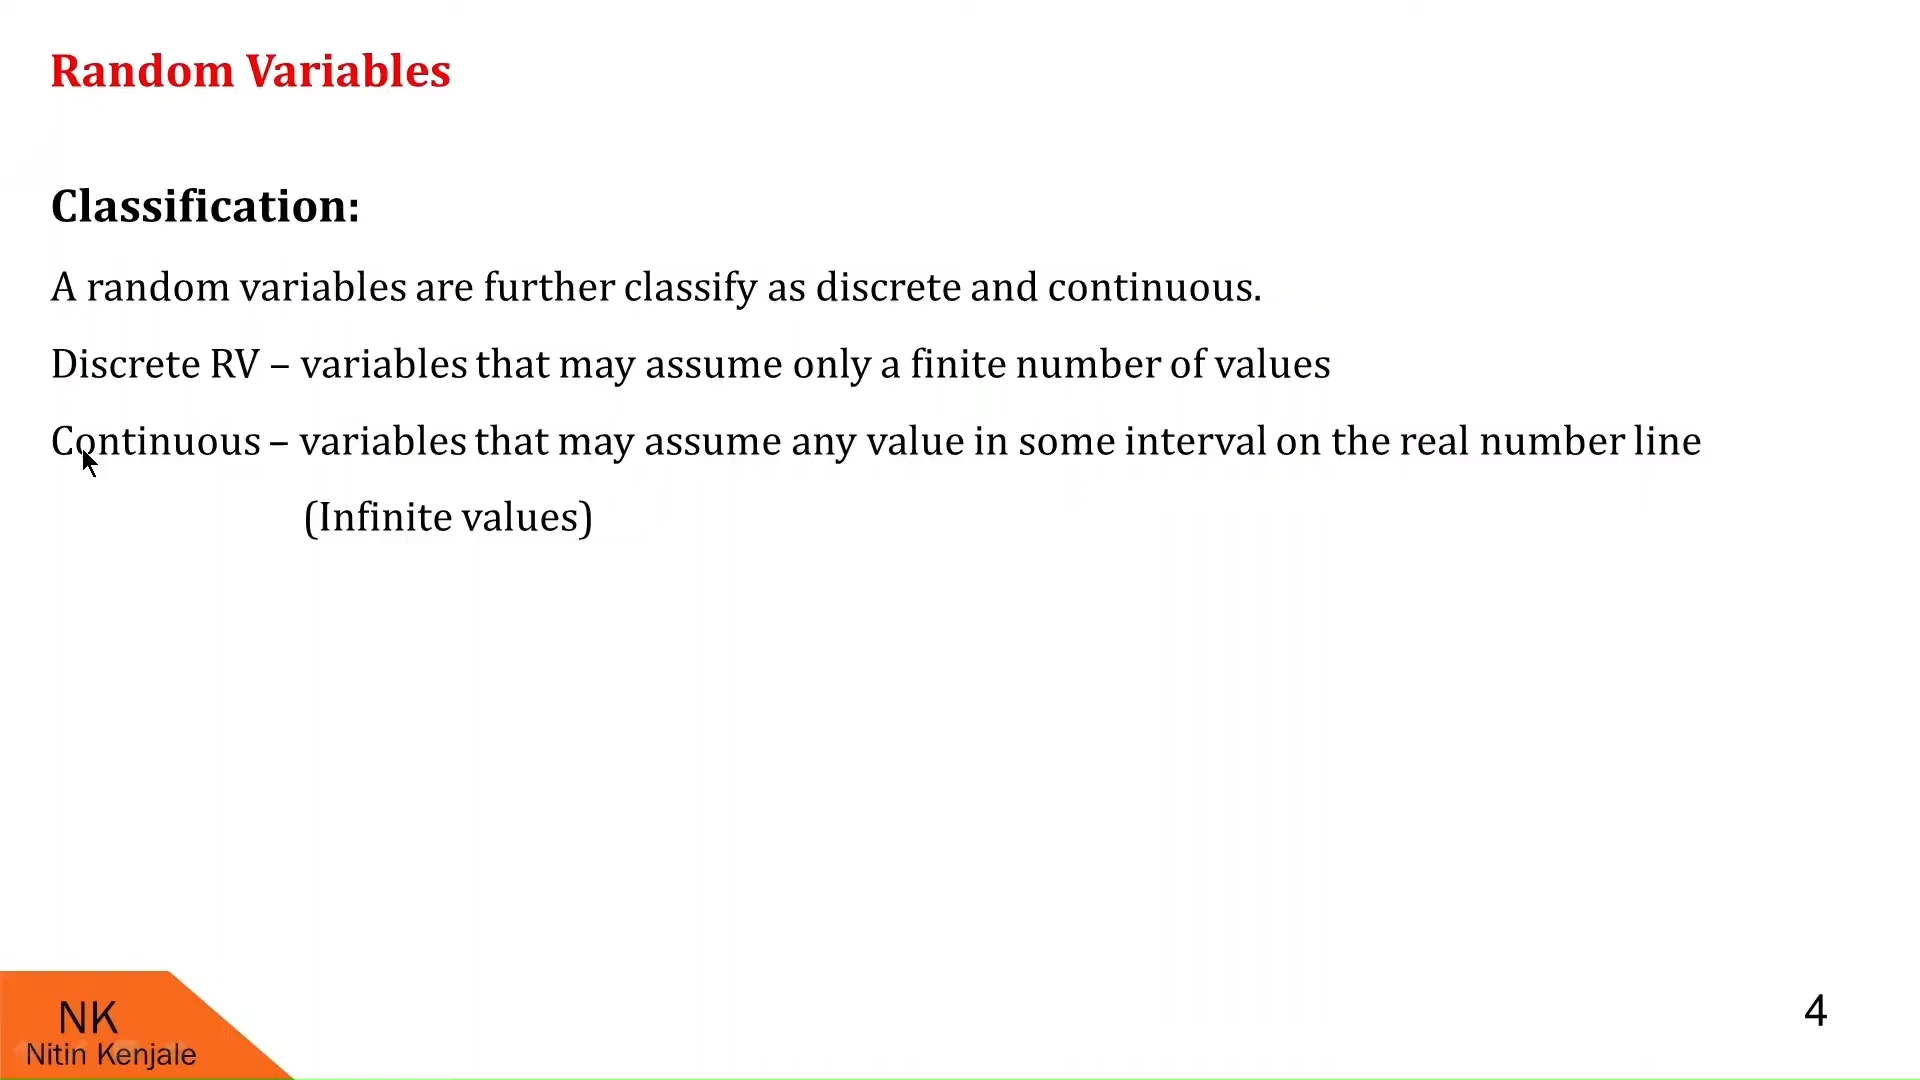 Random Variables
Classification:
A random variables are further classify as discrete and continuous.
Discrete RV – variables that may assume only a finite number of values
Continuous – variables that may assume any value in some interval on the real number line
(Infinite values)
NK
Nitin Kenjale
4